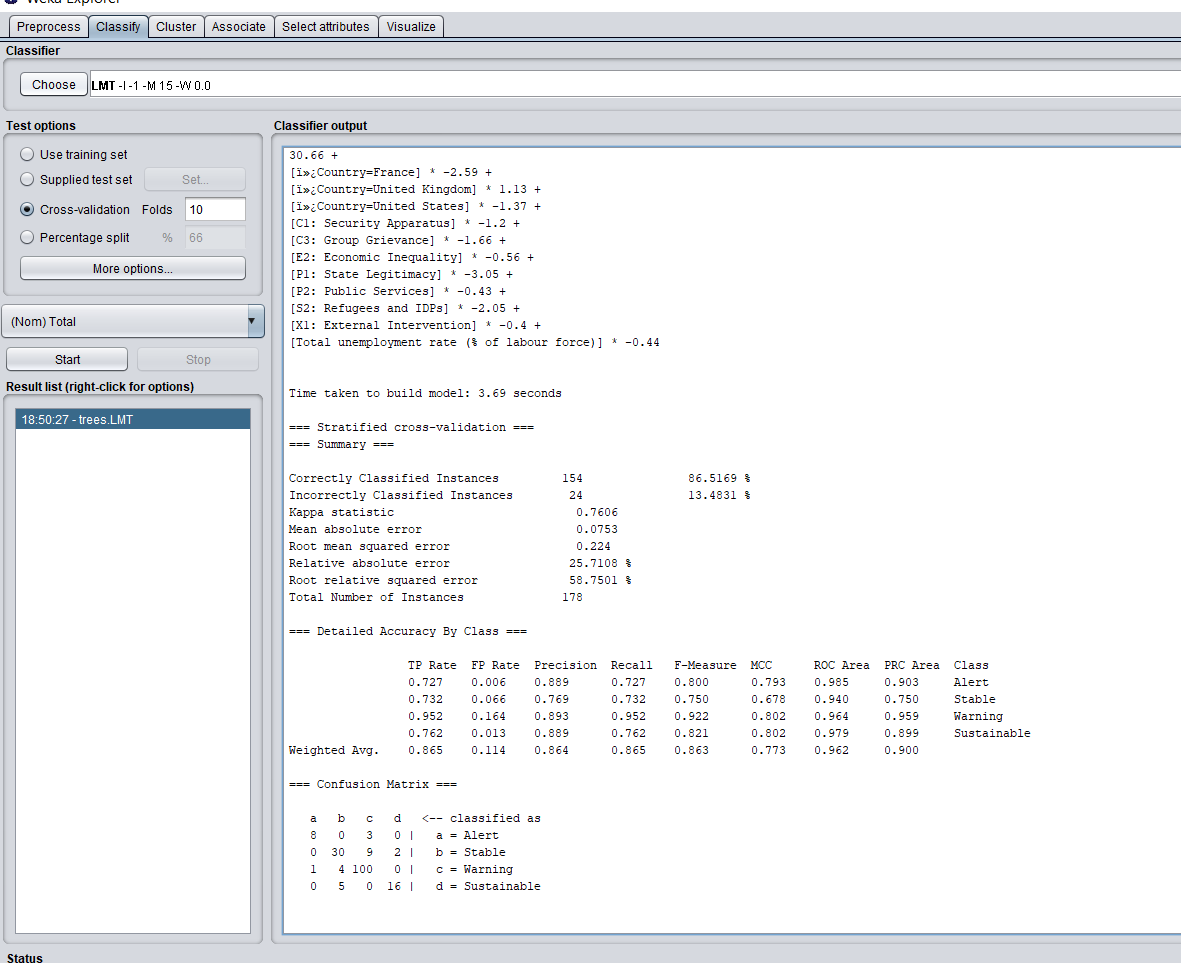 Weka Explorer
Preprocess Classify Cluster Associate Select attributes Visualize
Classifier
Choose LMT -I -1 -M 15 -W 0.0
Test options
Use training set
Supplied test set Set...
Cross-validation Folds 10
Percentage split % 66
More options...
(Nom) Total
Start Stop
Result list (right-click for options)
18:50:27 - trees.LMT
Classifier output
30.66 +
[ï»¿Country=France] * -2.59 +
[ï»¿Country=United Kingdom] * 1.13 +
[ï»¿Country=United States] * -1.37 +
[C1: Security Apparatus] * -1.2 +
[C3: Group Grievance] * -1.66 +
[E2: Economic Inequality] * -0.56 +
[P1: State Legitimacy] * -3.05 +
[P2: Public Services] * -0.43 +
[S2: Refugees and IDPs] * -2.05 +
[X1: External Intervention] * -0.4 +
[Total unemployment rate (% of labour force)] * -0.44
Time taken to build model: 3.69 seconds
=== Stratified cross-validation ===
=== Summary ===
Correctly Classified Instances 154 86.5169 %
Incorrectly Classified Instances 24 13.4831 %
Kappa statistic 0.7606
Mean absolute error 0.0753
Root mean squared error 0.224
Relative absolute error 25.7108 %
Root relative squared error 58.7501 %
Total Number of Instances 178
=== Detailed Accuracy By Class ===
TP Rate FP Rate Precision Recall F-Measure MCC ROC Area PRC Area Class
0.727 0.006 0.889 0.727 0.800 0.793 0.985 0.903 Alert
0.732 0.066 0.769 0.732 0.750 0.678 0.940 0.750 Stable
0.952 0.164 0.893 0.952 0.922 0.802 0.964 0.959 Warning
0.762 0.013 0.889 0.762 0.821 0.802 0.979 0.899 Sustainable
Weighted Avg. 0.865 0.114 0.864 0.865 0.863 0.773 0.962 0.900
=== Confusion Matrix ===
a b c d <-- classified as
8 0 3 0 | a = Alert
0 30 9 2 | b = Stable
1 4 100 0 | c = Warning
0 5 0 16 | d = Sustainable
Status